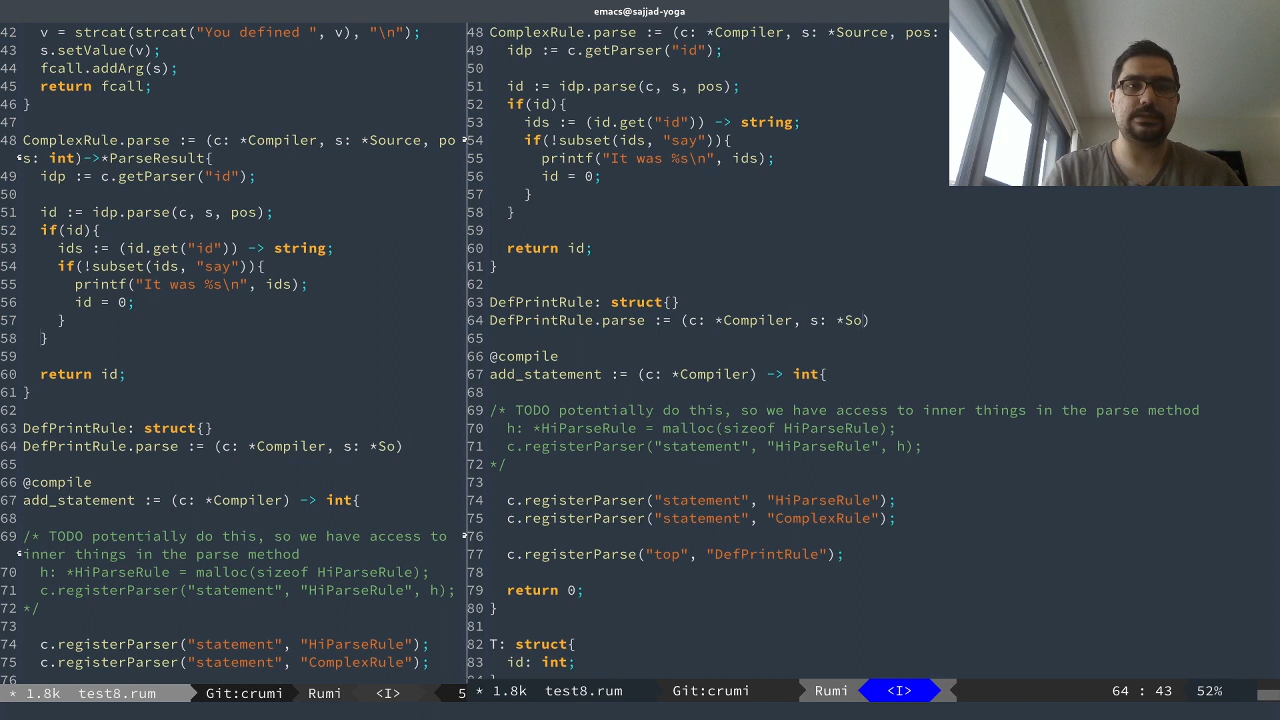 emacs@sajjad-yoga
42 v = strcat(strcat("You defined ", v), "\n");
43 s.setValue(v);
44 fcall.addArg(s);
45 return fcall;
46 }
47
48 ComplexRule.parse := (c: *Compiler, s: *Source, po
s: int)->*ParseResult{
49 idp := c.getParser("id");
50
51 id := idp.parse(c, s, pos);
52 if(id){
53 ids := (id.get("id")) -> string;
54 if(!subset(ids, "say")){
55 printf("It was %s\n", ids);
56 id = 0;
57 }
58 }
59
60 return id;
61 }
62
63 DefPrintRule: struct{}
64 DefPrintRule.parse := (c: *Compiler, s: *So)
65
66 @compile
67 add_statement := (c: *Compiler) -> int{
68
69 /* TODO potentially do this, so we have access to
inner things in the parse method
70 h: *HiParseRule = malloc(sizeof HiParseRule);
71 c.registerParser("statement", "HiParseRule", h);
72 */
73
74 c.registerParser("statement", "HiParseRule");
75 c.registerParser("statement", "ComplexRule");
76
* 1.8k test8.rum Git:crumi Rumi <I> 5
48 ComplexRule.parse := (c: *Compiler, s: *Source, pos:
49 idp := c.getParser("id");
50
51 id := idp.parse(c, s, pos);
52 if(id){
53 ids := (id.get("id")) -> string;
54 if(!subset(ids, "say")){
55 printf("It was %s\n", ids);
56 id = 0;
57 }
58 }
59
60 return id;
61 }
62
63 DefPrintRule: struct{}
64 DefPrintRule.parse := (c: *Compiler, s: *So)
65
66 @compile
67 add_statement := (c: *Compiler) -> int{
68
69 /* TODO potentially do this, so we have access to inner things in the parse method
70 h: *HiParseRule = malloc(sizeof HiParseRule);
71 c.registerParser("statement", "HiParseRule", h);
72 */
73
74 c.registerParser("statement", "HiParseRule");
75 c.registerParser("statement", "ComplexRule");
76
77 c.registerParse("top", "DefPrintRule");
78
79 return 0;
80 }
81
82 T: struct{
83 id: int;
* 1.8k test8.rum Git:crumi Rumi <I> 64 : 43 52%